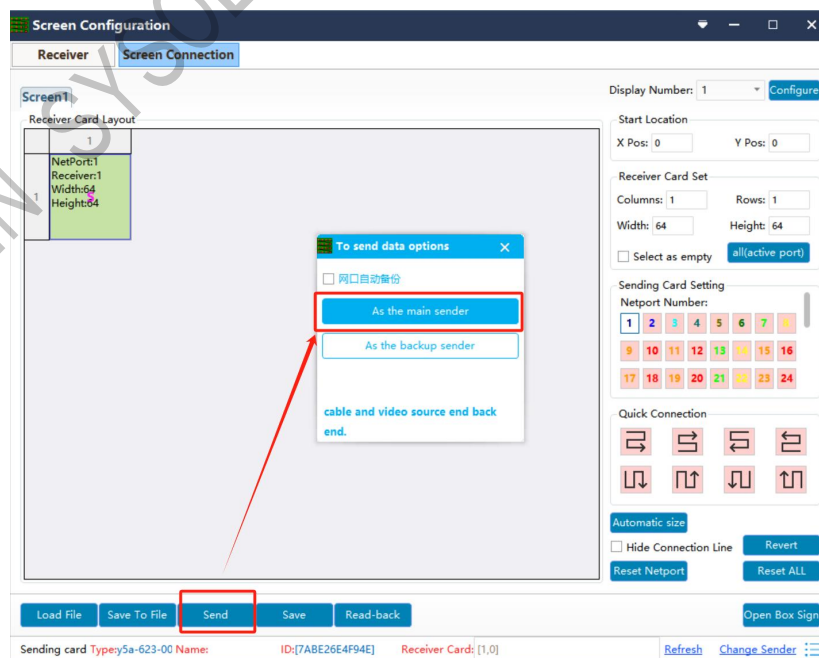 Screen Configuration
Receiver
Screen Connection
Display Number: 1
Configure
Screen1
Receiver Card Layout
1
1
NetPort:1
Receiver:1
Width:64
Height:64
S
Start Location
X Pos: 0
Y Pos: 0
Receiver Card Set
Columns: 1
Rows: 1
Width: 64
Height: 64
Select as empty
all(active port)
To send data options
网口自动备份
As the main sender
As the backup sender
cable and video source end back
end.
Sending Card Setting
Netport Number:
1 2 3 4 5 6 7 8
9 10 11 12 13 14 15 16
17 18 19 20 21 22 23 24
Quick Connection
Automatic size
Hide Connection Line
Revert
Reset Netport
Reset ALL
Load File
Save To File
Send
Save
Read-back
Open Box Sign
Sending card Type:y5a-623-00 Name:
ID:[7ABE26E4F94E]
Receiver Card: [1,0]
Refresh
Change Sender